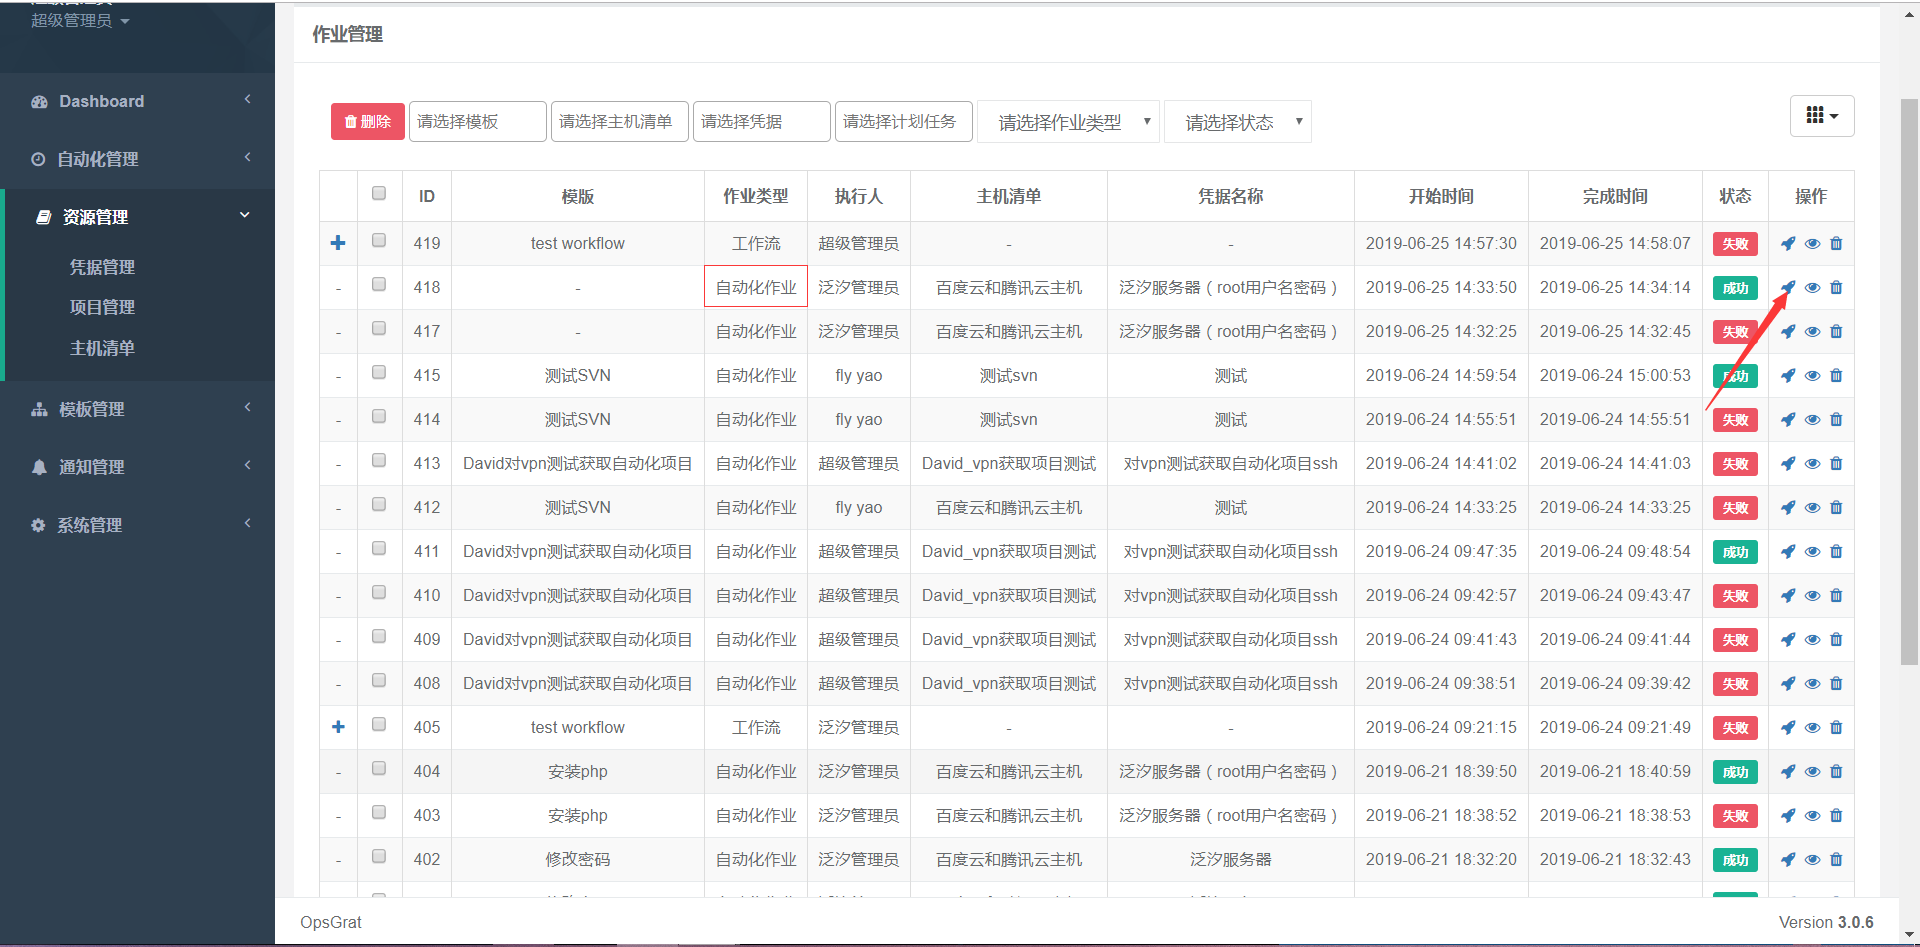 超级管理员
Dashboard
自动化管理
资源管理
凭据管理
项目管理
主机清单
模板管理
通知管理
系统管理
作业管理
删除 请选择模板 请选择主机清单 请选择凭据 请选择计划任务 请选择作业类型 请选择状态
ID 模版 作业类型 执行人 主机清单 凭据名称 开始时间 完成时间 状态 操作
419 test workflow 工作流 超级管理员 - - 2019-06-25 14:57:30 2019-06-25 14:58:07 失败
- 418 - 自动化作业 泛汐管理员 百度云和腾讯云主机 泛汐服务器（root用户名密码） 2019-06-25 14:33:50 2019-06-25 14:34:14 成功
- 417 - 自动化作业 泛汐管理员 百度云和腾讯云主机 泛汐服务器（root用户名密码） 2019-06-25 14:32:25 2019-06-25 14:32:45 失败
- 415 测试SVN 自动化作业 fly yao 测试svn 测试 2019-06-24 14:59:54 2019-06-24 15:00:53 成功
- 414 测试SVN 自动化作业 fly yao 测试svn 测试 2019-06-24 14:55:51 2019-06-24 14:55:51 失败
- 413 David对vpn测试获取自动化项目 自动化作业 超级管理员 David_vpn获取项目测试 对vpn测试获取自动化项目ssh 2019-06-24 14:41:02 2019-06-24 14:41:03 失败
- 412 测试SVN 自动化作业 fly yao 百度云和腾讯云主机 测试 2019-06-24 14:33:25 2019-06-24 14:33:25 失败
- 411 David对vpn测试获取自动化项目 自动化作业 超级管理员 David_vpn获取项目测试 对vpn测试获取自动化项目ssh 2019-06-24 09:47:35 2019-06-24 09:48:54 成功
- 410 David对vpn测试获取自动化项目 自动化作业 超级管理员 David_vpn获取项目测试 对vpn测试获取自动化项目ssh 2019-06-24 09:42:57 2019-06-24 09:43:47 失败
- 409 David对vpn测试获取自动化项目 自动化作业 超级管理员 David_vpn获取项目测试 对vpn测试获取自动化项目ssh 2019-06-24 09:41:43 2019-06-24 09:41:44 失败
- 408 David对vpn测试获取自动化项目 自动化作业 超级管理员 David_vpn获取项目测试 对vpn测试获取自动化项目ssh 2019-06-24 09:38:51 2019-06-24 09:39:42 失败
405 test workflow 工作流 泛汐管理员 - - 2019-06-24 09:21:15 2019-06-24 09:21:49 失败
- 404 安装php 自动化作业 泛汐管理员 百度云和腾讯云主机 泛汐服务器（root用户名密码） 2019-06-21 18:39:50 2019-06-21 18:40:59 成功
- 403 安装php 自动化作业 泛汐管理员 百度云和腾讯云主机 泛汐服务器（root用户名密码） 2019-06-21 18:38:52 2019-06-21 18:38:53 失败
- 402 修改密码 自动化作业 泛汐管理员 百度云和腾讯云主机 泛汐服务器 2019-06-21 18:32:20 2019-06-21 18:32:43 成功
OpsGrat
Version 3.0.6